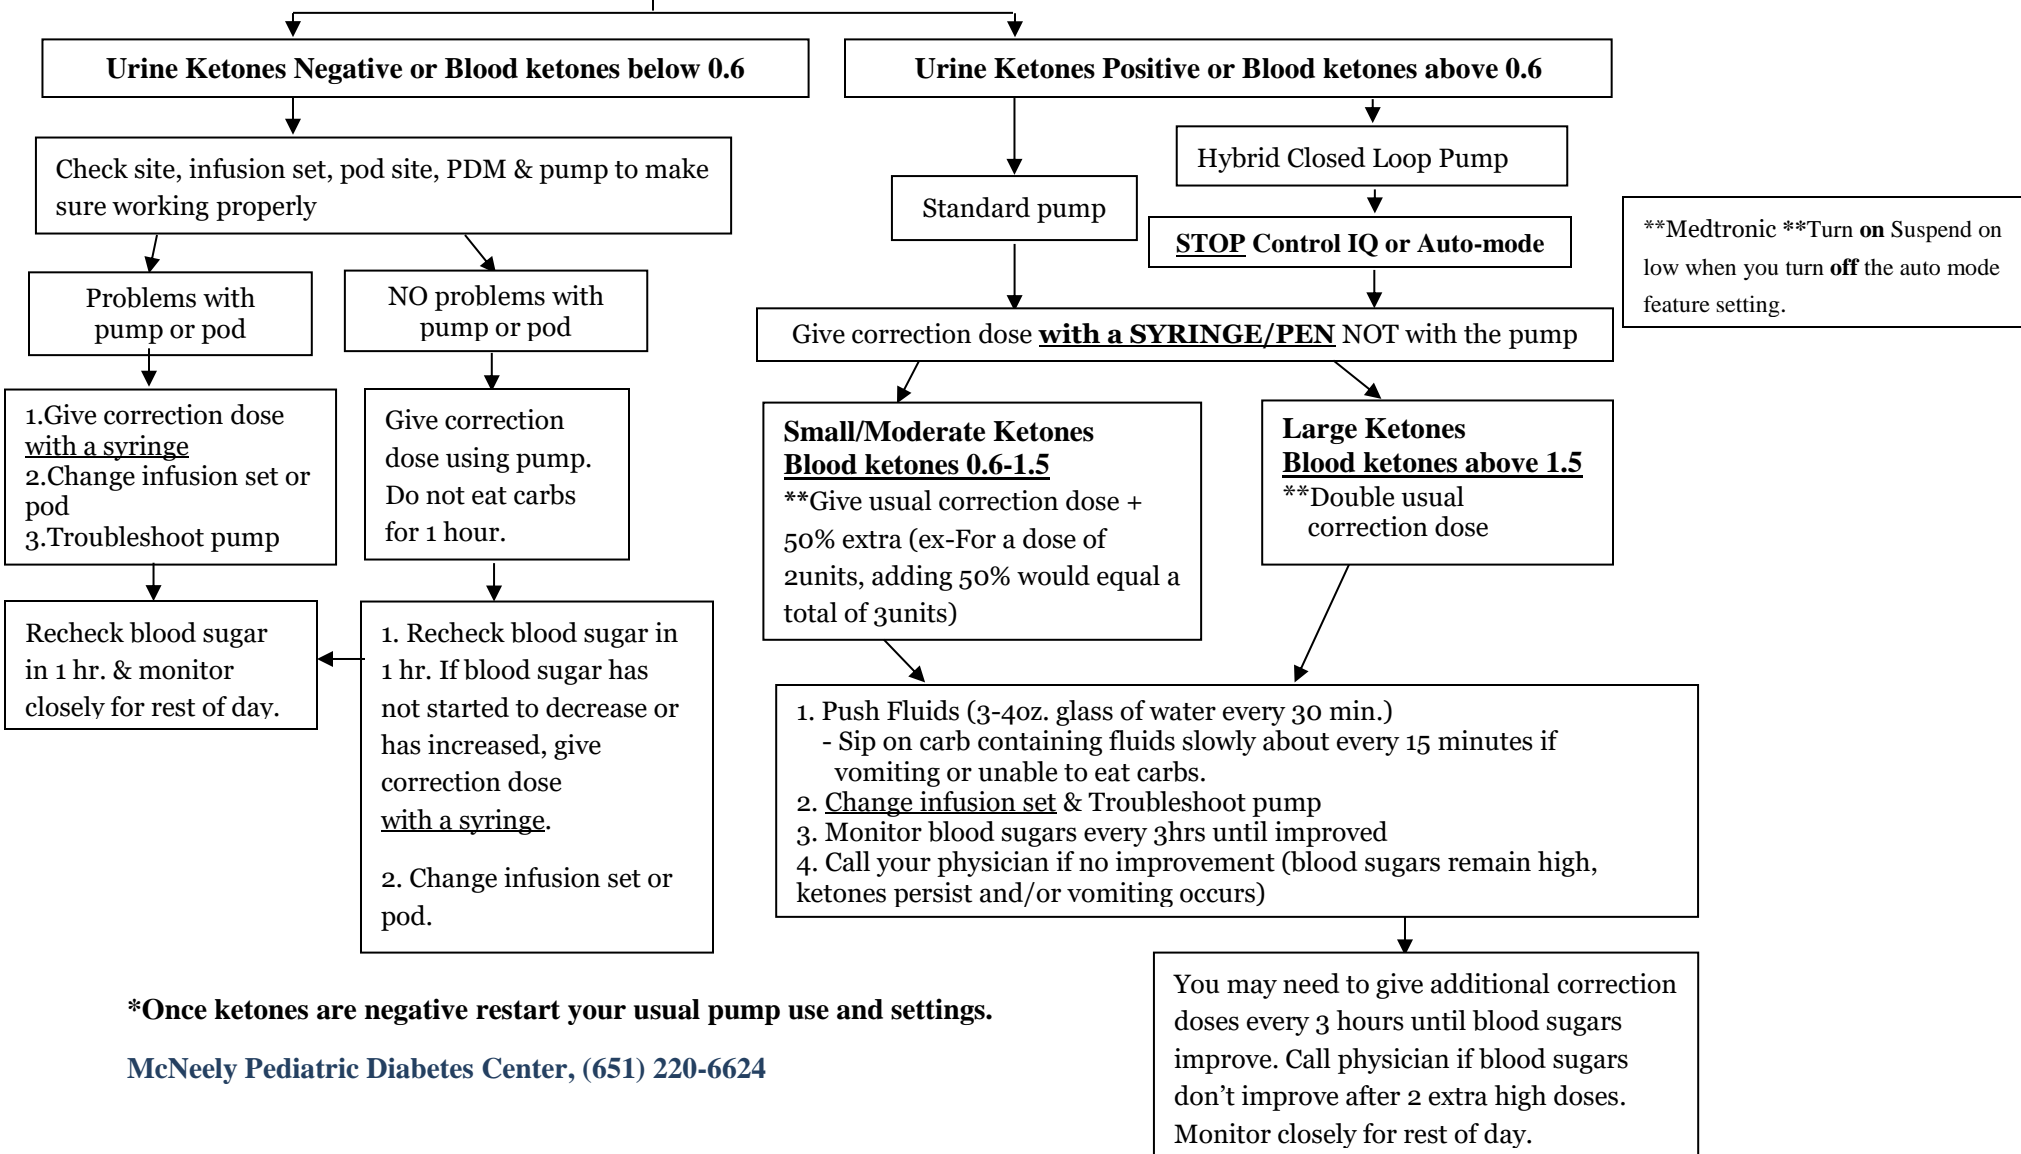 Urine Ketones Negative or Blood ketones below 0.6
Urine Ketones Positive or Blood ketones above 0.6
Check site, infusion set, pod site, PDM & pump to make
sure working properly
Problems with
pump or pod
NO problems with
pump or pod
1.Give correction dose
with a syringe
2.Change infusion set or
pod
3.Troubleshoot pump
Give correction
dose using pump.
Do not eat carbs
for 1 hour.
Recheck blood sugar
in 1 hr. & monitor
closely for rest of day.
1. Recheck blood sugar in
1 hr. If blood sugar has
not started to decrease or
has increased, give
correction dose
with a syringe.
2. Change infusion set or
pod.
Standard pump
Hybrid Closed Loop Pump
STOP Control IQ or Auto-mode
**Medtronic **Turn on Suspend on
low when you turn off the auto mode
feature setting.
Give correction dose with a SYRINGE/PEN NOT with the pump
Small/Moderate Ketones
Blood ketones 0.6-1.5
**Give usual correction dose +
50% extra (ex-For a dose of
2units, adding 50% would equal a
total of 3units)
Large Ketones
Blood ketones above 1.5
**Double usual
correction dose
1. Push Fluids (3-4oz. glass of water every 30 min.)
- Sip on carb containing fluids slowly about every 15 minutes if
vomiting or unable to eat carbs.
2. Change infusion set & Troubleshoot pump
3. Monitor blood sugars every 3hrs until improved
4. Call your physician if no improvement (blood sugars remain high,
ketones persist and/or vomiting occurs)
You may need to give additional correction
doses every 3 hours until blood sugars
improve. Call physician if blood sugars
don’t improve after 2 extra high doses.
Monitor closely for rest of day.
*Once ketones are negative restart your usual pump use and settings.
McNeely Pediatric Diabetes Center, (651) 220-6624